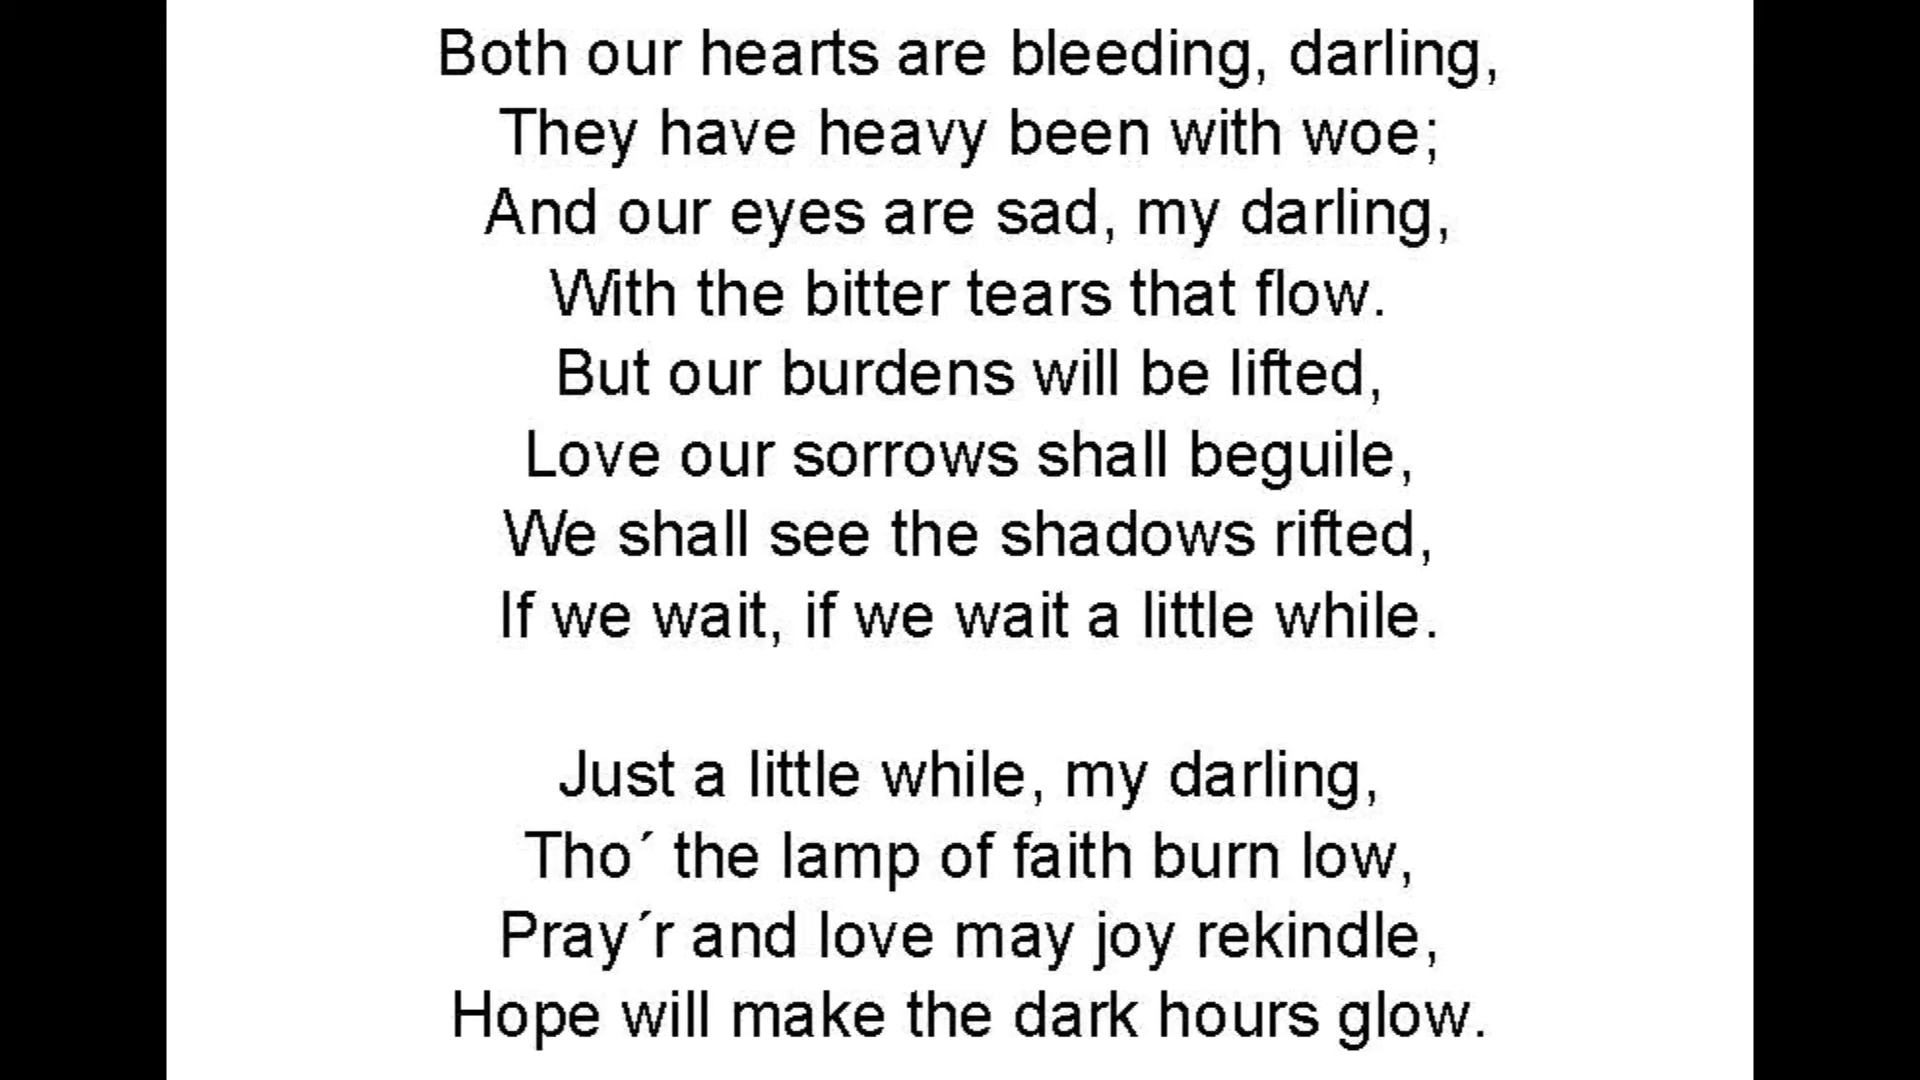 Both our hearts are bleeding, darling,
They have heavy been with woe;
And our eyes are sad, my darling,
With the bitter tears that flow.
But our burdens will be lifted,
Love our sorrows shall beguile,
We shall see the shadows rifted,
If we wait, if we wait a little while.

Just a little while, my darling,
Tho´ the lamp of faith burn low,
Pray´r and love may joy rekindle,
Hope will make the dark hours glow.